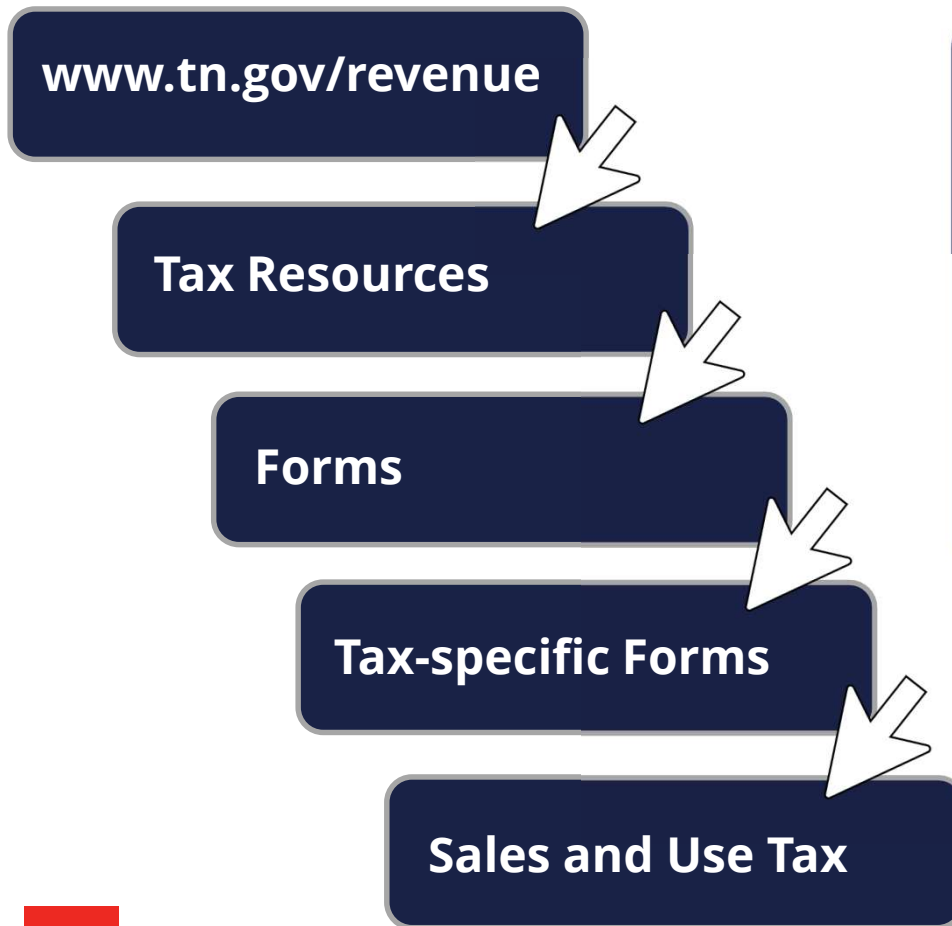 www.tn.gov/revenue
Tax Resources
Forms
Tax-specific Forms
Sales and Use Tax